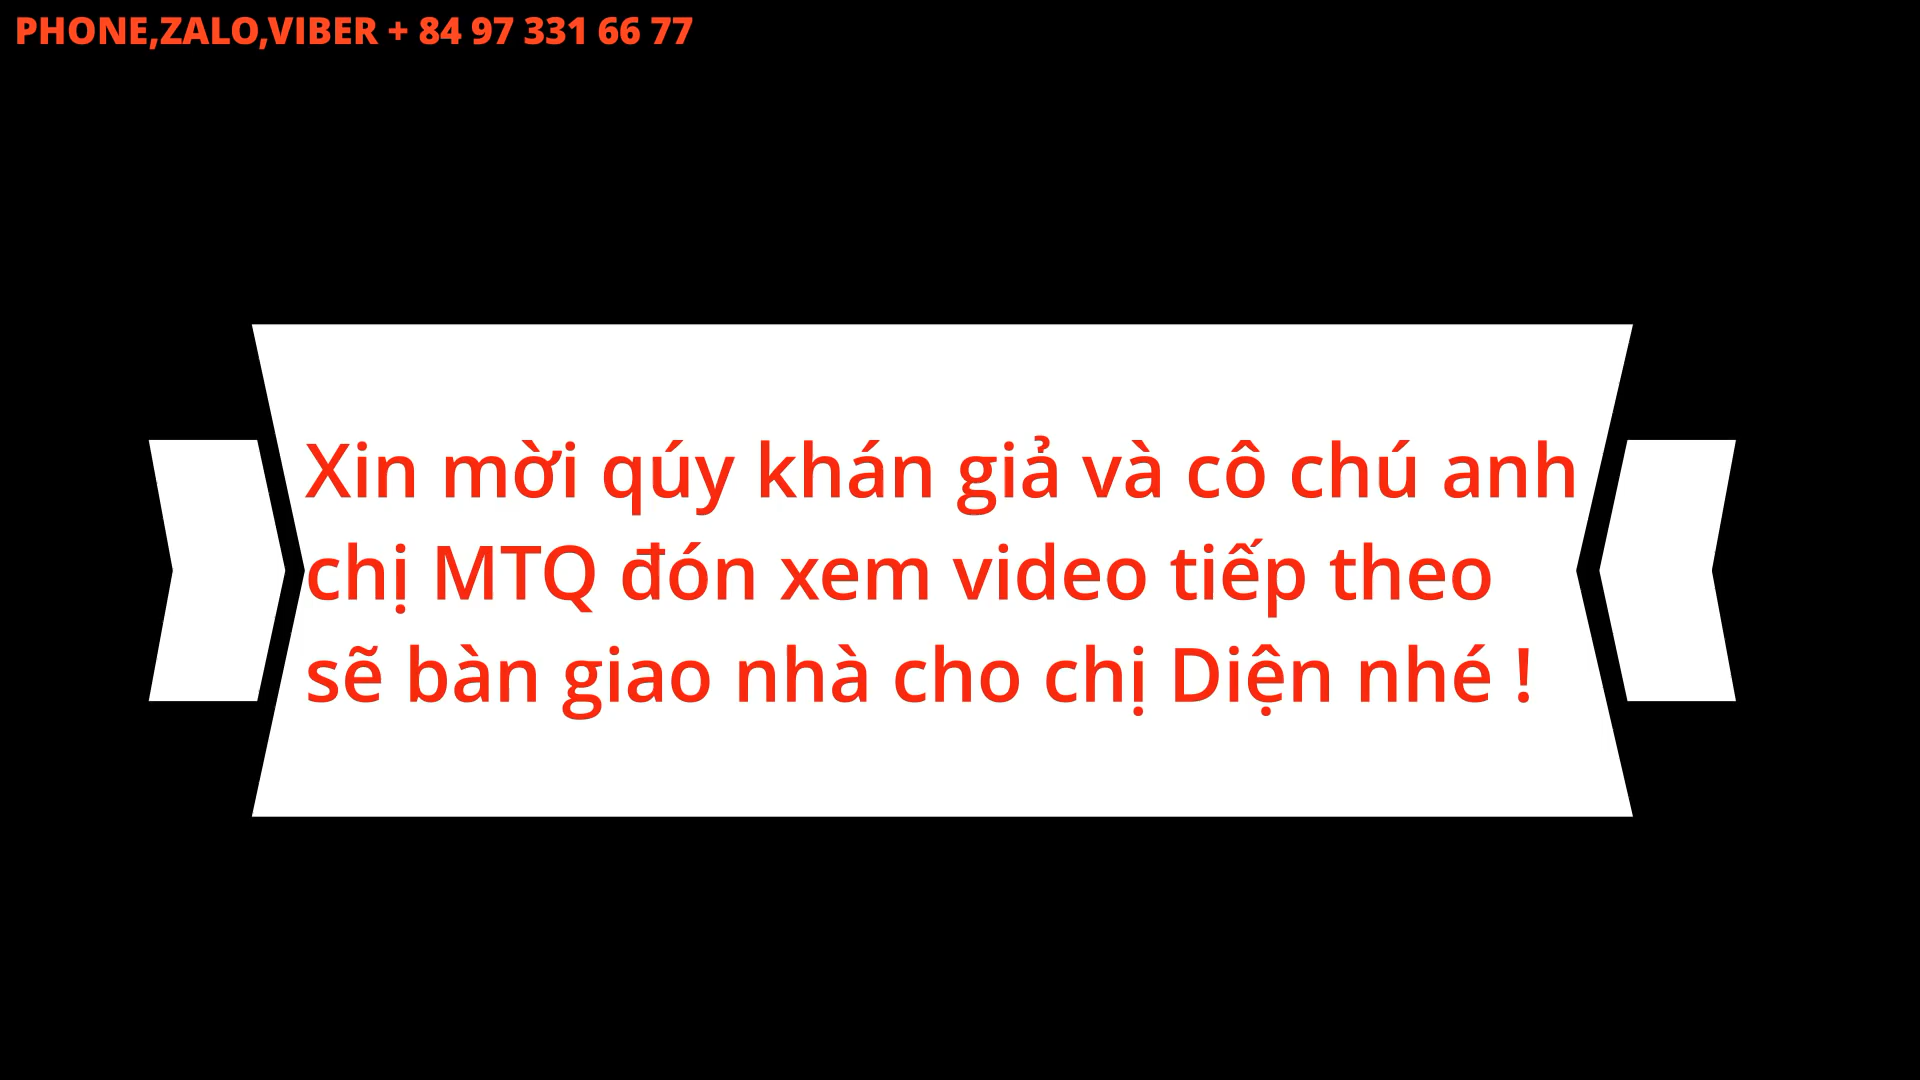 PHONE,ZALO,VIBER + 84 97 331 66 77
Xin mời qúy khán giả và cô chú anh
chị MTQ đón xem video tiếp theo
sẽ bàn giao nhà cho chị Diện nhé !